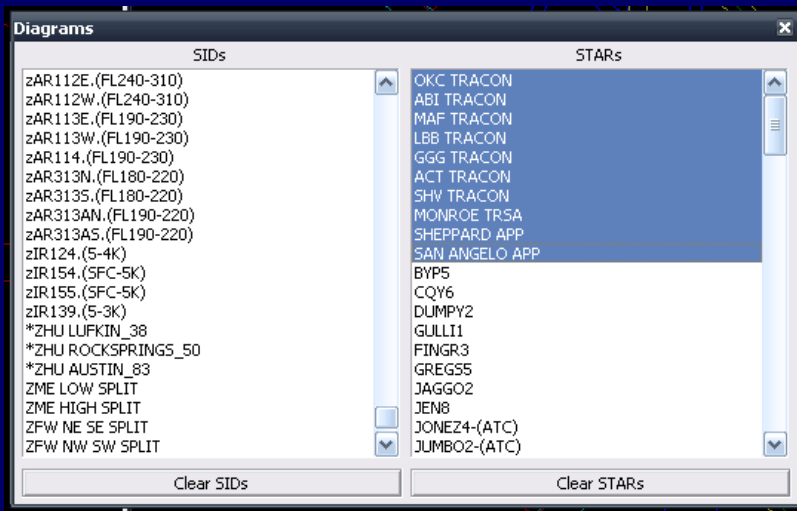 Diagrams
SIDs
zAR112E.(FL240-310)
zAR112W.(FL240-310)
zAR113E.(FL190-230)
zAR113W.(FL190-230)
zAR114.(FL190-230)
zAR313N.(FL180-220)
zAR313S.(FL180-220)
zAR313AN.(FL190-220)
zAR313AS.(FL190-220)
zIR124.(5-4K)
zIR154.(SFC-5K)
zIR155.(SFC-5K)
zIR139.(5-3K)
*ZHU LUFKIN_38
*ZHU ROCKSPRINGS_50
*ZHU AUSTIN_83
ZME LOW SPLIT
ZME HIGH SPLIT
ZFW NE SE SPLIT
ZFW NW SW SPLIT
Clear SIDs
STARs
OKC TRACON
ABI TRACON
MAF TRACON
LBB TRACON
GGG TRACON
ACT TRACON
SHV TRACON
MONROE TRSA
SHEPPARD APP
SAN ANGELO APP
BYP5
CQY6
DUMPY2
GULLI1
FINGR3
GREGS5
JAGGO2
JEN8
JONEZ4-(ATC)
JUMBO2-(ATC)
Clear STARs